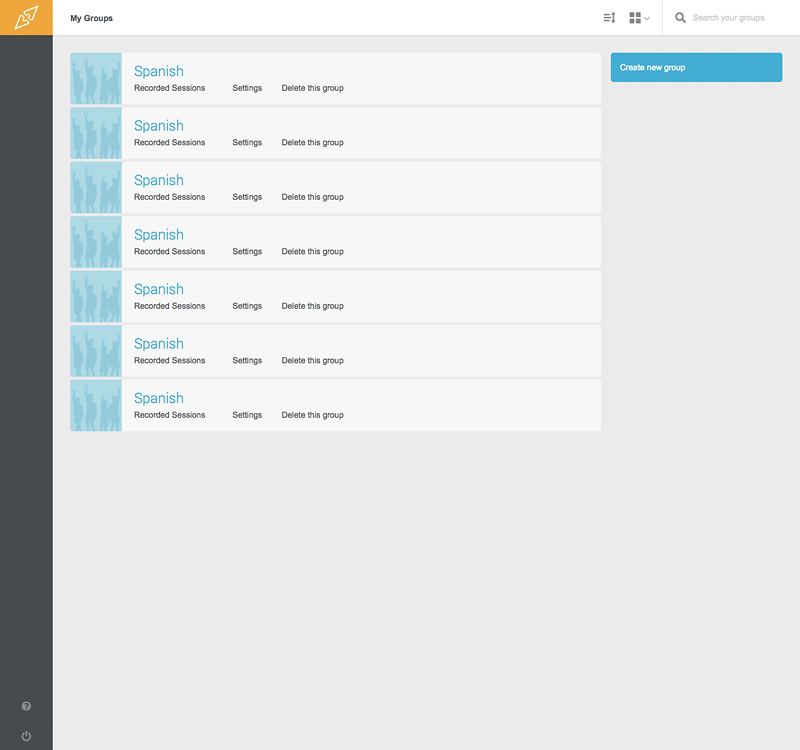 My Groups
Search your groups
Spanish
Recorded Sessions Settings Delete this group
Create new group
Spanish
Recorded Sessions Settings Delete this group
Spanish
Recorded Sessions Settings Delete this group
Spanish
Recorded Sessions Settings Delete this group
Spanish
Recorded Sessions Settings Delete this group
Spanish
Recorded Sessions Settings Delete this group
Spanish
Recorded Sessions Settings Delete this group